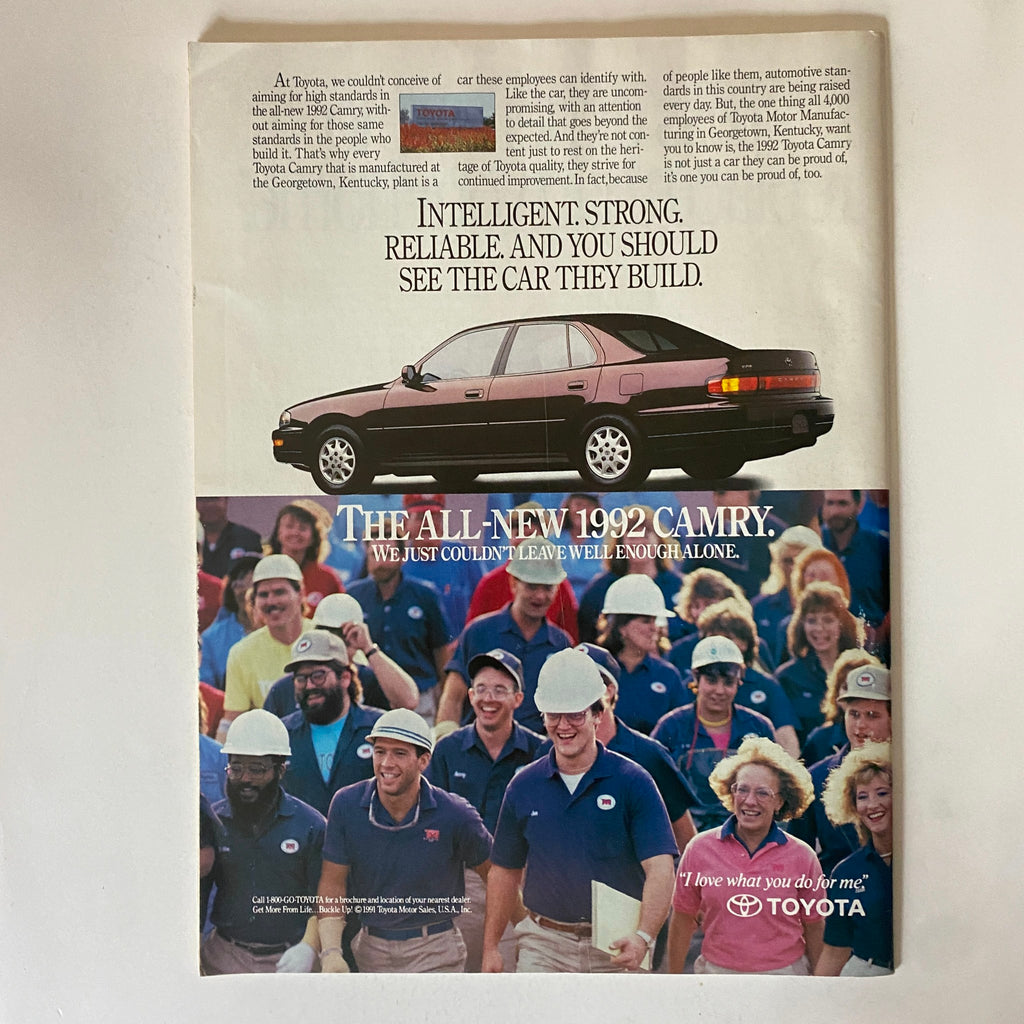 At Toyota, we couldn't conceive of
aiming for high standards in
the all-new 1992 Camry, with-
out aiming for those same
standards in the people who
build it. That's why every
Toyota Camry that is manufactured at
the Georgetown, Kentucky, plant is a
car these employees can identify with.
Like the car, they are uncom-
promising, with an attention
to detail that goes beyond the
expected. And they're not con-
tent just to rest on the heri-
tage of Toyota quality, they strive for
continued improvement. In fact, because
of people like them, automotive stan-
dards in this country are being raised
every day. But, the one thing all 4,000
employees of Toyota Motor Manufac-
turing in Georgetown, Kentucky, want
you to know is, the 1992 Toyota Camry
is not just a car they can be proud of,
it's one you can be proud of, too.
TOYOTA
INTELLIGENT. STRONG.
RELIABLE. AND YOU SHOULD
SEE THE CAR THEY BUILD.
THE ALL-NEW 1992 CAMRY.
WE JUST COULDN'T LEAVE WELL ENOUGH ALONE.
"I love what you do for me."
TOYOTA
Call 1-800-GO-TOYOTA for a brochure and location of your nearest dealer.
Get More From Life... Buckle Up! © 1991 Toyota Motor Sales, U.S.A., Inc.